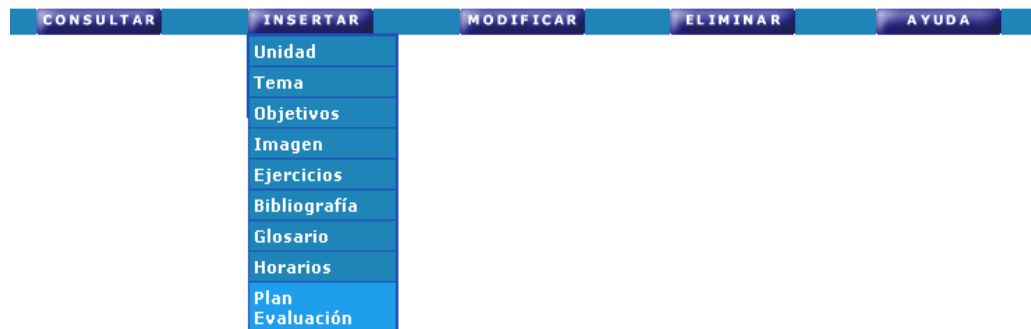 CONSULTAR INSERTAR MODIFICAR ELIMINAR AYUDA
Unidad
Tema
Objetivos
Imagen
Ejercicios
Bibliografía
Glosario
Horarios
Plan
Evaluación